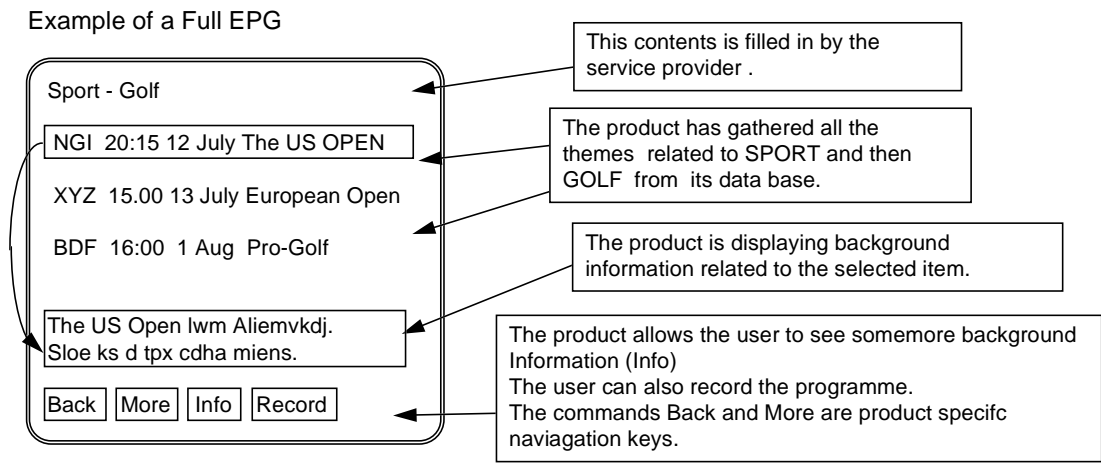 Example of a Full EPG
This contents is filled in by the
service provider .
Sport - Golf
NGI 20:15 12 July The US OPEN
XYZ 15.00 13 July European Open
BDF 16:00 1 Aug Pro-Golf
The product has gathered all the
themes related to SPORT and then
GOLF from its data base.
The product is displaying background
information related to the selected item.
The US Open lwm Aliemvkdj.
Sloe ks d tpx cdha miens.
Back More Info Record
The product allows the user to see somemore background
Information (Info)
The user can also record the programme.
The commands Back and More are product specifc
naviagation keys.